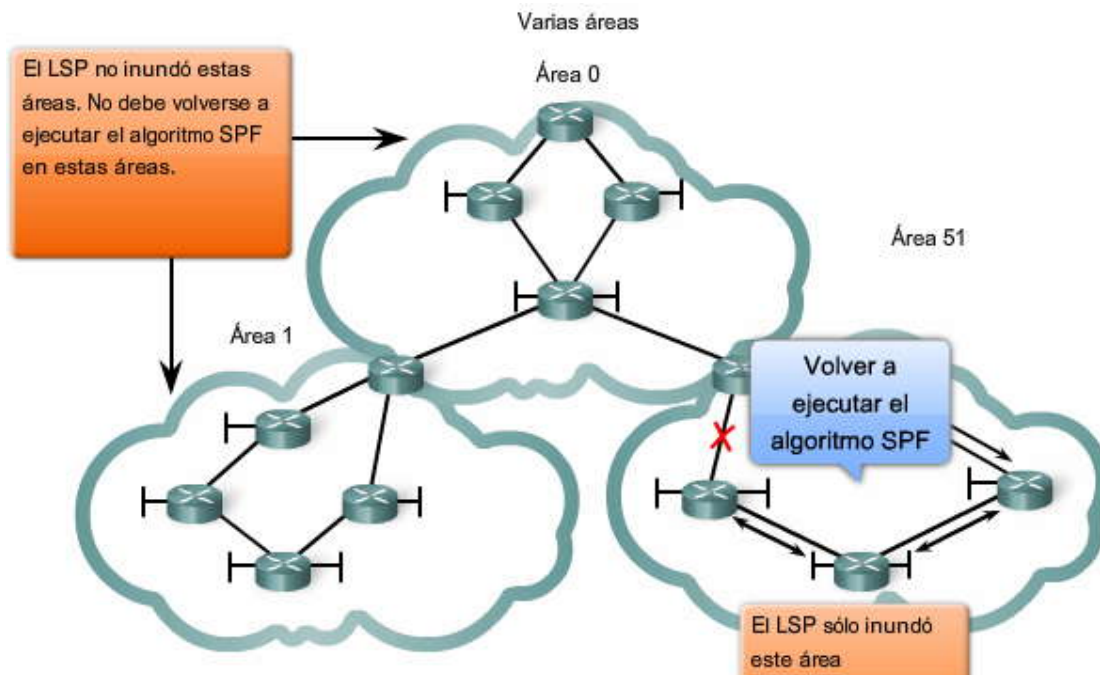 Varias áreas
El LSP no inundó estas
áreas. No debe volverse a
ejecutar el algoritmo SPF
en estas áreas.
Área 0
Área 51
Área 1
Volver a
ejecutar el
algoritmo SPF
El LSP sólo inundó
este área